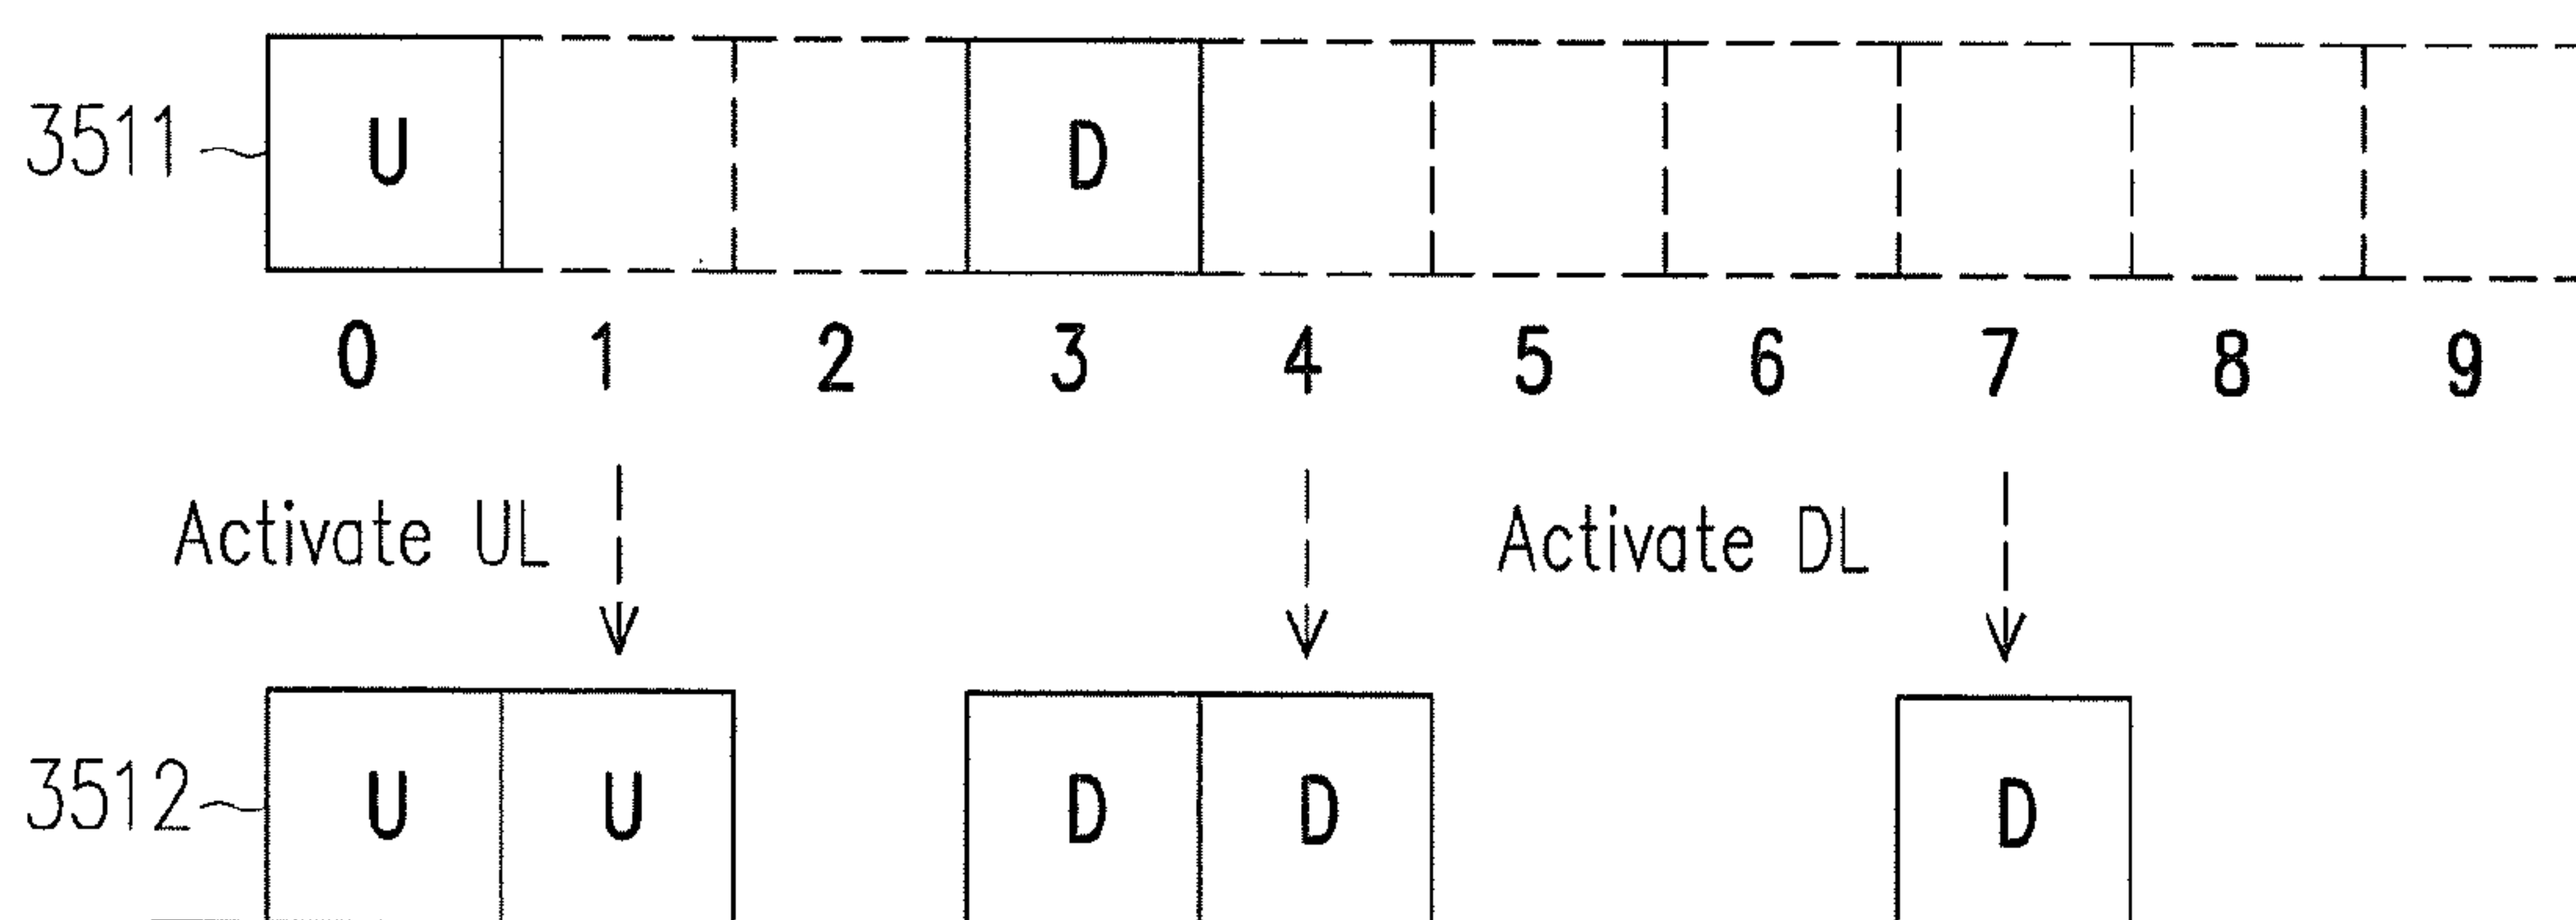 3511 U D
0 1 2 3 4 5 6 7 8 9
Activate UL Activate DL
3512 U U D D D